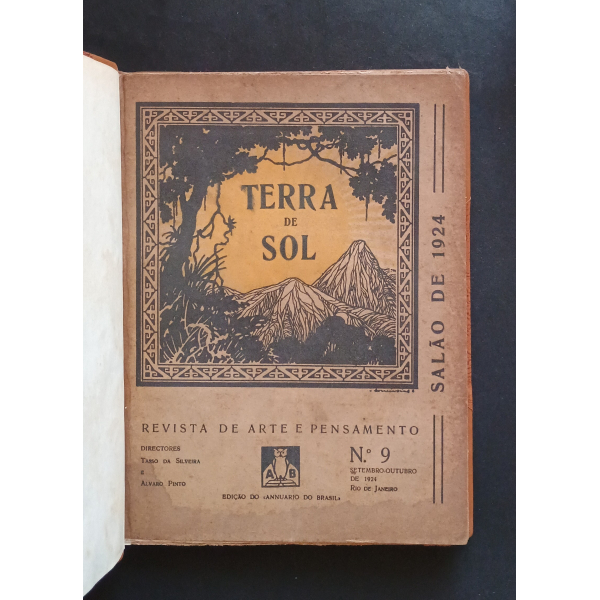 TERRA
DE
SOL
SALÃO DE 1924
REVISTA DE ARTE E PENSAMENTO
DIRECTORES
TASSO DA SILVEIRA
E
ALVARO PINTO
A B
EDIÇÃO DO «ANNUARIO DO BRASIL»
N.º 9
SETEMBRO-OUTUBRO
DE 1924
RIO DE JANEIRO